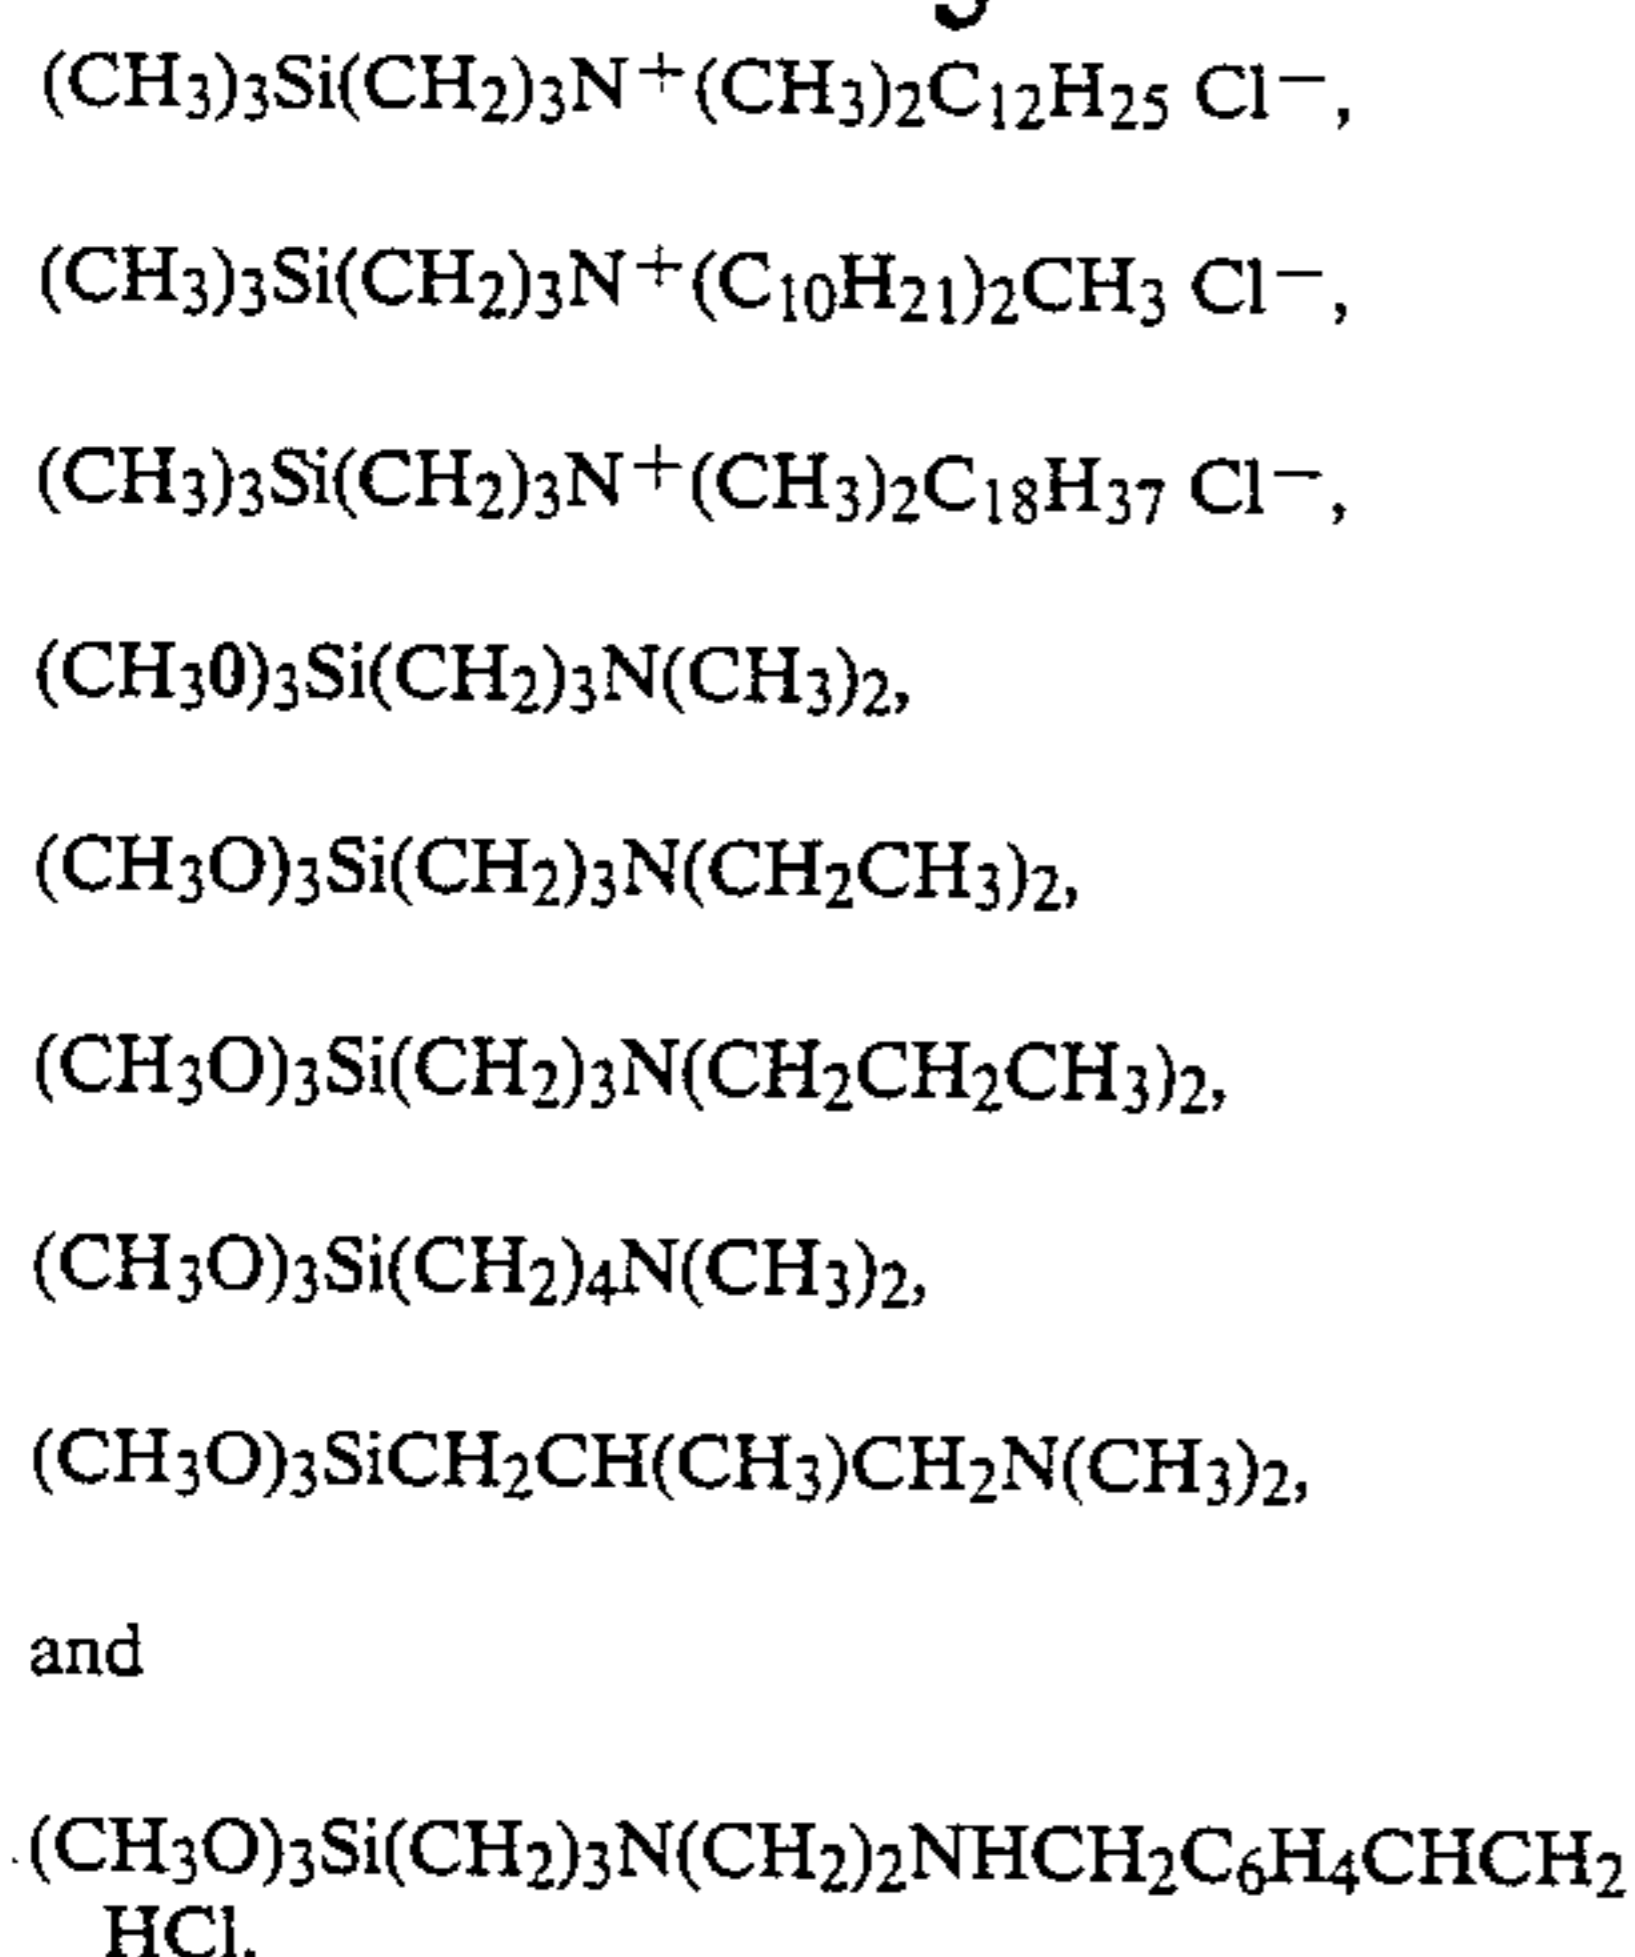 (CH₃)₃Si(CH₂)₃N⁺(CH₃)₂C₁₂H₂₅ Cl⁻,
(CH₃)₃Si(CH₂)₃N⁺(C₁₀H₂₁)₂CH₃ Cl⁻,
(CH₃)₃Si(CH₂)₃N⁺(CH₃)₂C₁₈H₃₇ Cl⁻,
(CH₃0)₃Si(CH₂)₃N(CH₃)₂,
(CH₃O)₃Si(CH₂)₃N(CH₂CH₃)₂,
(CH₃O)₃Si(CH₂)₃N(CH₂CH₂CH₃)₂,
(CH₃O)₃Si(CH₂)₄N(CH₃)₂,
(CH₃O)₃SiCH₂CH(CH₃)CH₂N(CH₃)₂,
and
(CH₃O)₃Si(CH₂)₃N(CH₂)₂NHCH₂C₆H₄CHCH₂
HCl.